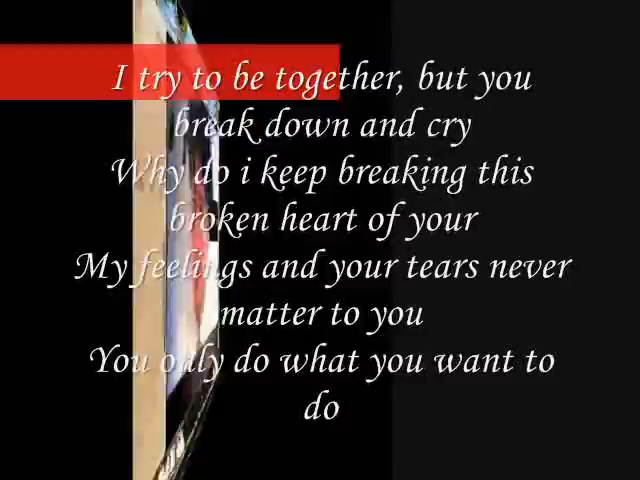 I try to be together, but you
break down and cry
Why do i keep breaking this
broken heart of your
My feelings and your tears never
matter to you
You only do what you want to
do